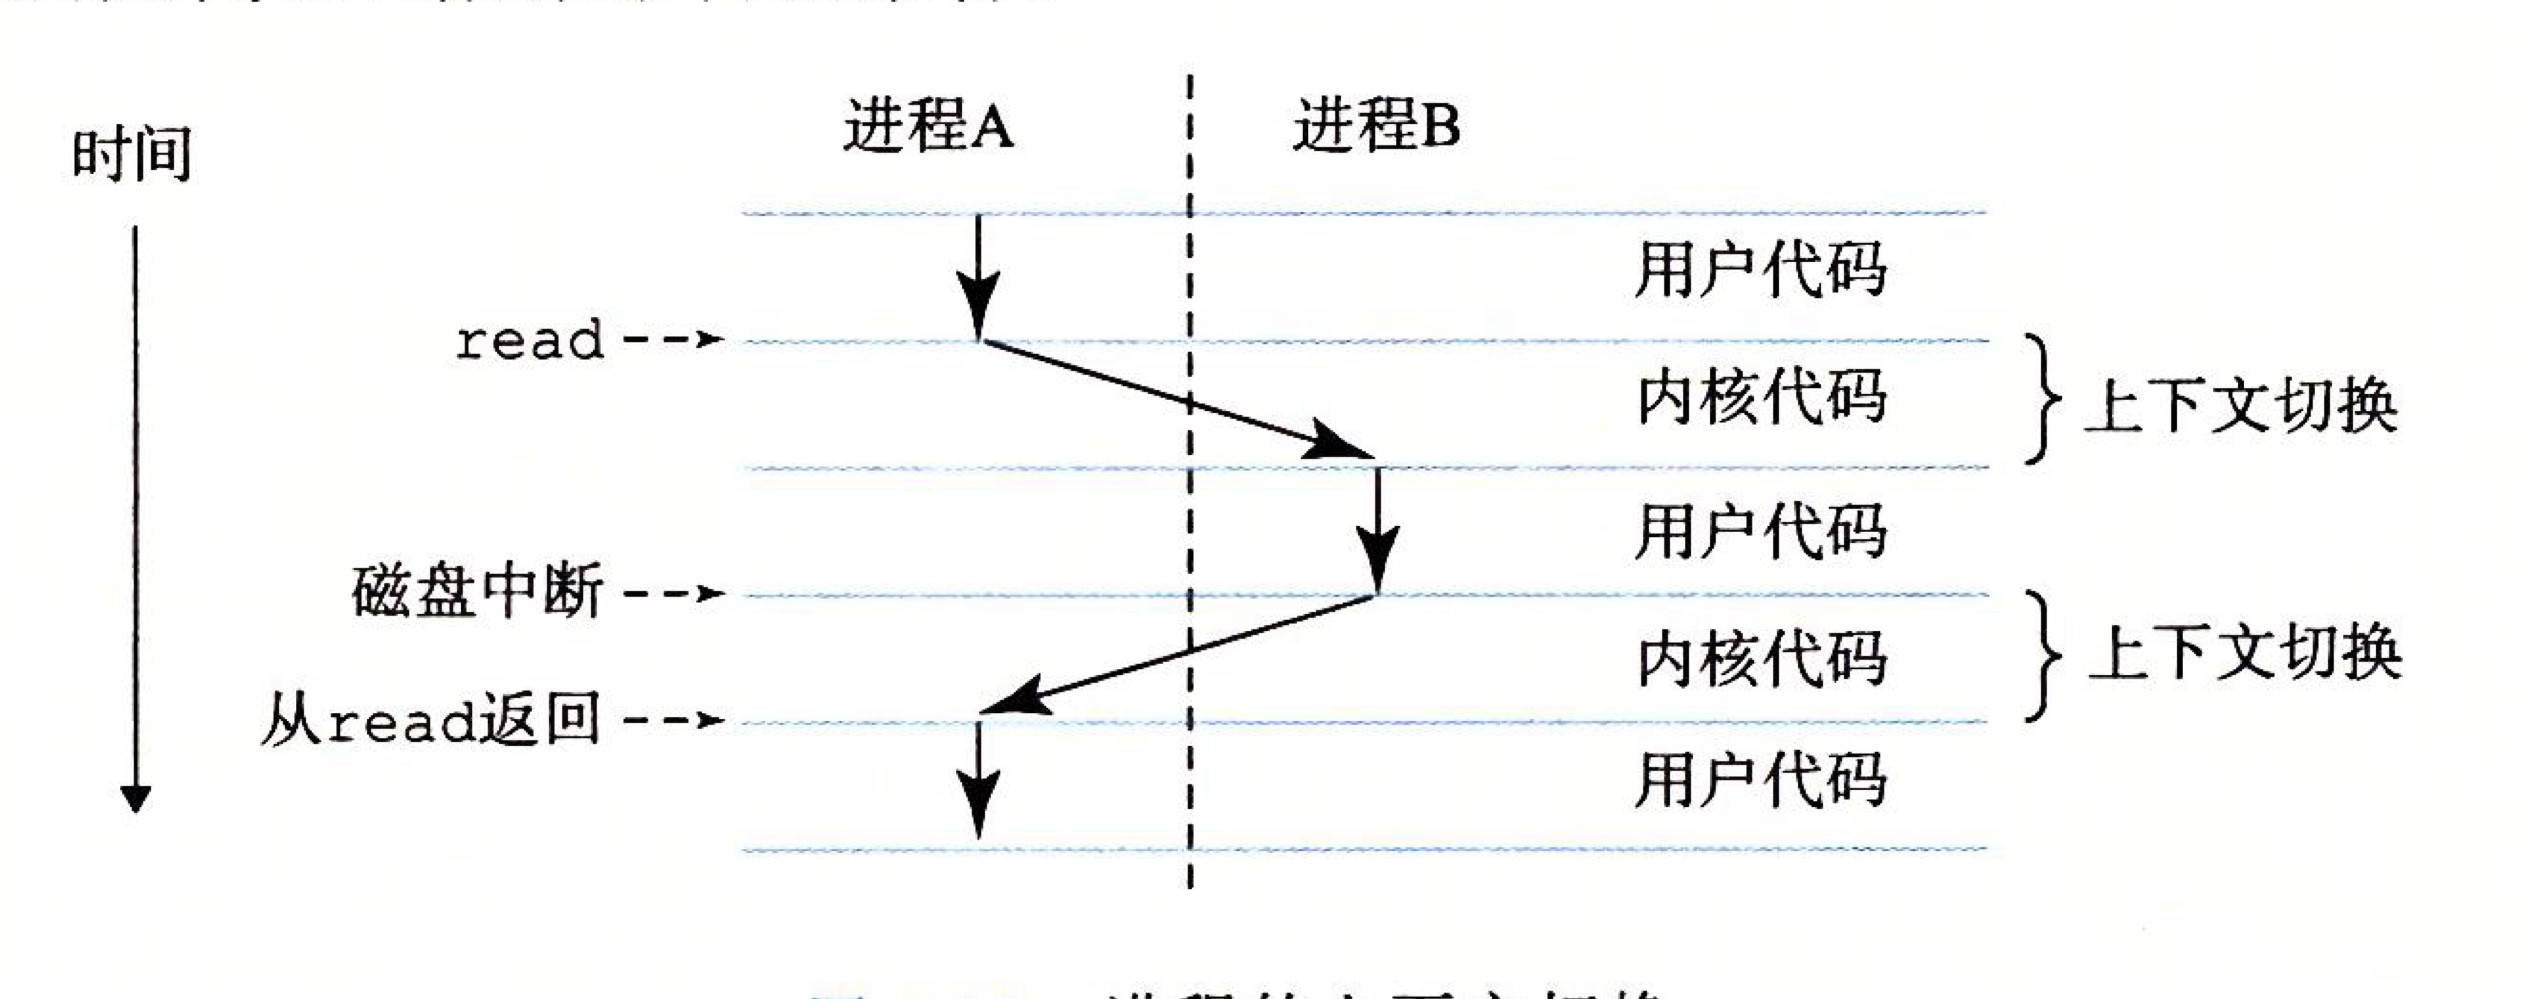 进程A 进程B
时间
用户代码
read
内核代码 上下文切换
用户代码
磁盘中断
内核代码 上下文切换
从read返回
用户代码
进程的上下文切换